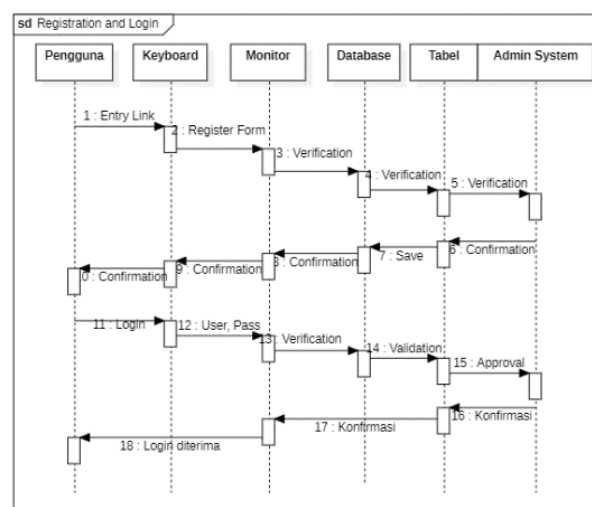 sd Registration and Login
Pengguna
Keyboard
Monitor
Database
Tabel
Admin System
1 : Entry Link
2 : Register Form
3 : Verification
4 : Verification
5 : Verification
6 : Confirmation
7 : Save
8 : Confirmation
9 : Confirmation
0 : Confirmation
11 : Login
12 : User, Pass
13 : Verification
14 : Validation
15 : Approval
16 : Konfirmasi
17 : Konfirmasi
18 : Login diterima